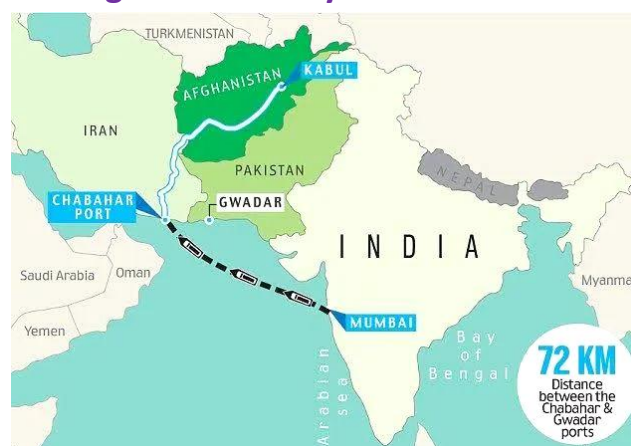 TURKMENISTAN
KABUL
AFGHANISTAN
IRAN
PAKISTAN
NEPAL
CHABAHAR
PORT
GWADAR
INDIA
Saudi Arabia
Oman
Myanma
Yemen
MUMBAI
Arabian
sea
Bay
of
Bengal
72 KM
Distance
between the
Chabahar &
Gwadar
ports